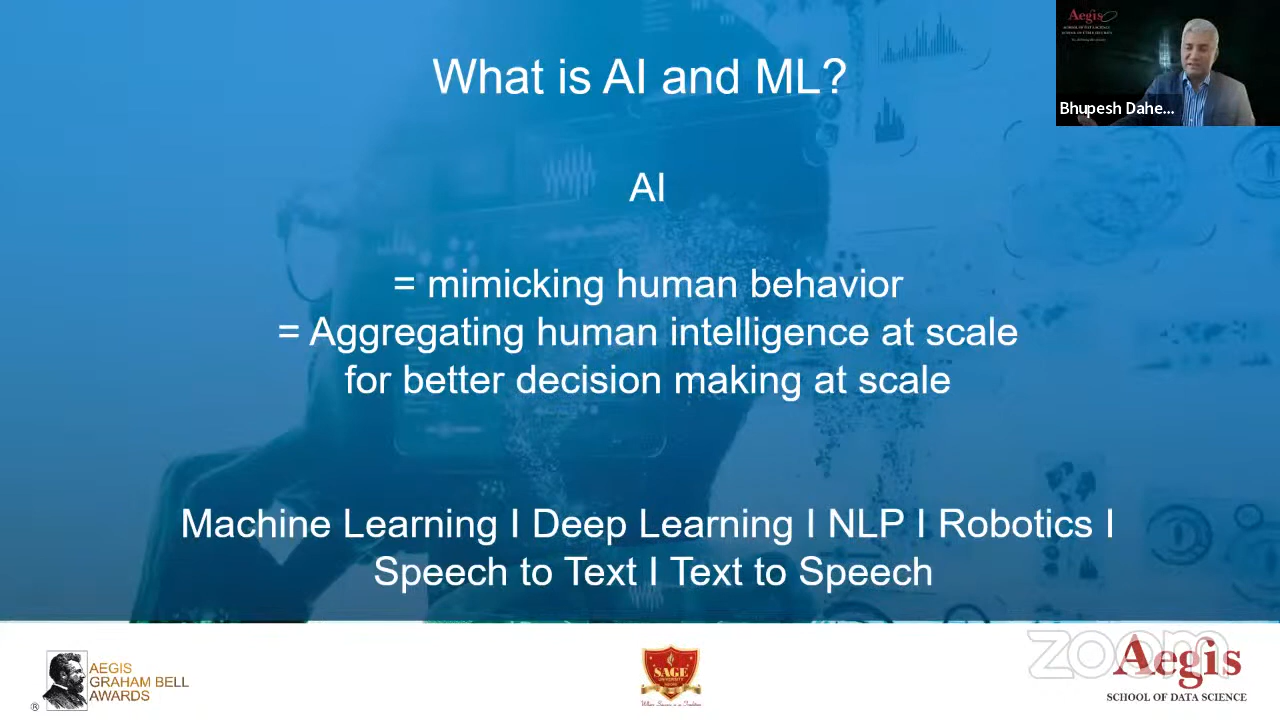 What is AI and ML?
AI
= mimicking human behavior
= Aggregating human intelligence at scale
for better decision making at scale
Machine Learning I Deep Learning I NLP I Robotics I
Speech to Text I Text to Speech
Aegis
Bhupesh Dahe...
AEGIS
GRAHAM BELL
AWARDS
®
SAGE
UNIVERSITY
zoom
Aegis
SCHOOL OF DATA SCIENCE